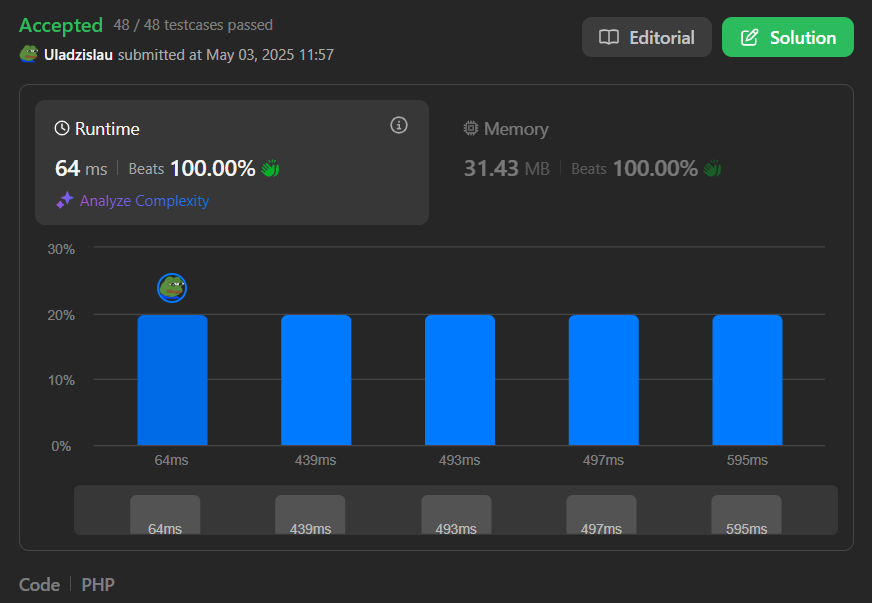 Accepted 48 / 48 testcases passed
Editorial
Solution
Uladzislau submitted at May 03, 2025 11:57
Runtime
Memory
64 ms Beats 100.00%
31.43 MB Beats 100.00%
Analyze Complexity
30%
20%
10%
0%
64ms 439ms 493ms 497ms 595ms
64ms 439ms 493ms 497ms 595ms
Code PHP